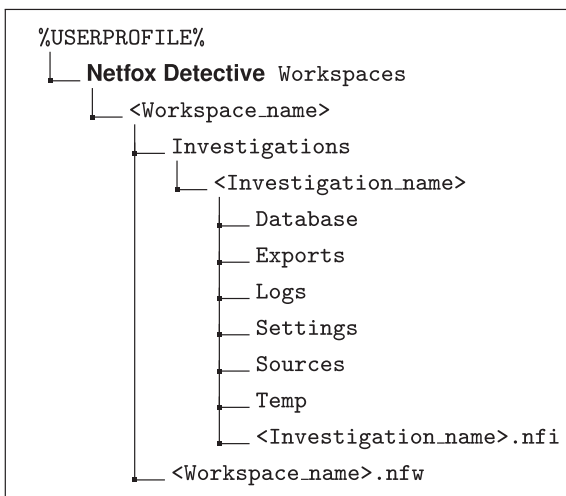 %USERPROFILE%
Netfox Detective Workspaces
<Workspace_name>
Investigations
<Investigation_name>
Database
Exports
Logs
Settings
Sources
Temp
<Investigation_name>.nfi
<Workspace_name>.nfw